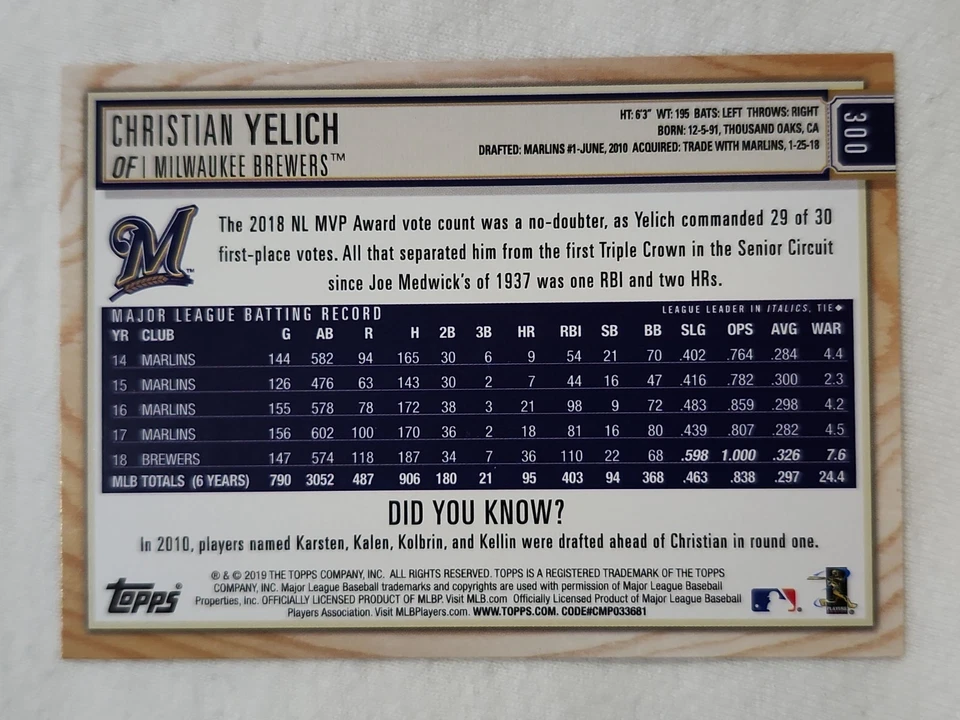 CHRISTIAN YELICH
OF | MILWAUKEE BREWERS™
HT: 6'3" WT: 195 BATS: LEFT THROWS: RIGHT
BORN: 12-5-91, THOUSAND OAKS, CA
DRAFTED: MARLINS #1-JUNE, 2010 ACQUIRED: TRADE WITH MARLINS, 1-25-18
300
M™
The 2018 NL MVP Award vote count was a no-doubter, as Yelich commanded 29 of 30
first-place votes. All that separated him from the first Triple Crown in the Senior Circuit
since Joe Medwick's of 1937 was one RBI and two HRs.
MAJOR LEAGUE BATTING RECORD LEAGUE LEADER IN ITALICS, TIE◆
YR CLUB G AB R H 2B 3B HR RBI SB BB SLG OPS AVG WAR
14 MARLINS 144 582 94 165 30 6 9 54 21 70 .402 .764 .284 4.4
15 MARLINS 126 476 63 143 30 2 7 44 16 47 .416 .782 .300 2.3
16 MARLINS 155 578 78 172 38 3 21 98 9 72 .483 .859 .298 4.2
17 MARLINS 156 602 100 170 36 2 18 81 16 80 .439 .807 .282 4.5
18 BREWERS 147 574 118 187 34 7 36 110 22 68 .598 1.000 .326 7.6
MLB TOTALS (6 YEARS) 790 3052 487 906 180 21 95 403 94 368 .463 .838 .297 24.4
DID YOU KNOW?
In 2010, players named Karsten, Kalen, Kolbrin, and Kellin were drafted ahead of Christian in round one.
Topps®
® & © 2019 THE TOPPS COMPANY, INC. ALL RIGHTS RESERVED. TOPPS IS A REGISTERED TRADEMARK OF THE TOPPS
COMPANY, INC. Major League Baseball trademarks and copyrights are used with permission of Major League Baseball
Properties, Inc. OFFICIALLY LICENSED PRODUCT OF MLBP. Visit MLB.com Officially Licensed Product of Major League Baseball
Players Association. Visit MLBPlayers.com. WWW.TOPPS.COM. CODE#CMP033681